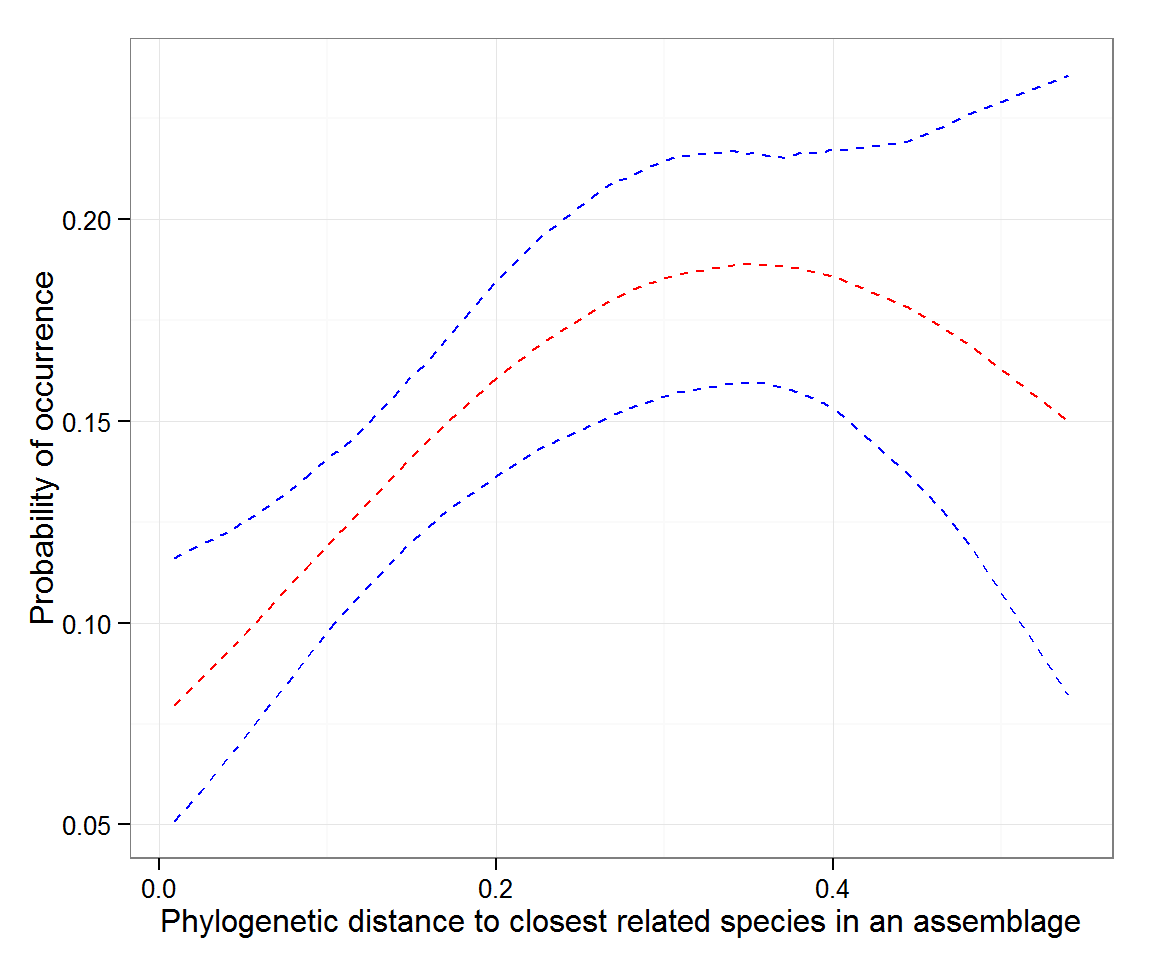 Probability of occurrence
0.20
0.15
0.10
0.05
0.0 0.2 0.4
Phylogenetic distance to closest related species in an assemblage